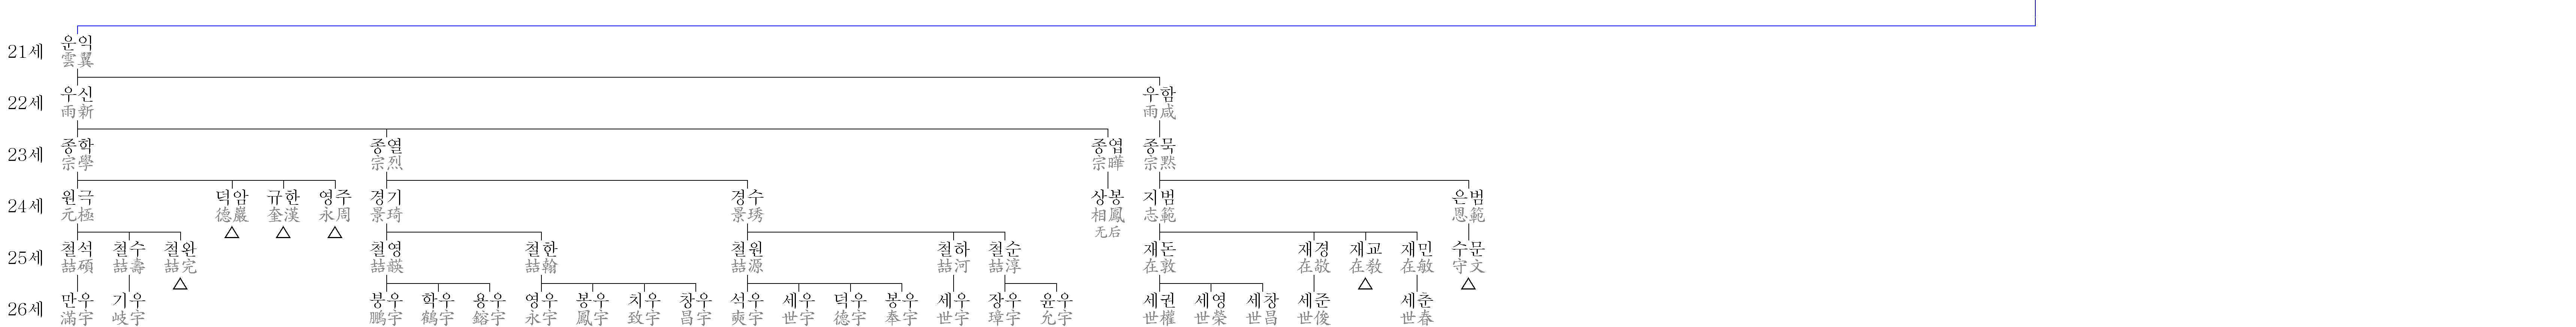 21세 운익
雲翼
22세 우신 우함
雨新 雨咸
23세 종학 종열 종엽 종묵
宗學 宗烈 宗曄 宗黙
24세 원극 덕암 규한 영주 경기 경수 상봉 지범 은범
元極 德巖 奎漢 永周 景琦 景琇 相鳳 志範 恩範
无后
25세 철석 철수 철완 철영 철한 철원 철하 철순 재돈 재경 재교 재민 수문
喆碩 喆壽 喆完 喆韺 喆翰 喆源 喆河 喆淳 在敦 在敬 在敎 在敏 守文
26세 만우 기우 붕우 학우 용우 영우 봉우 치우 창우 석우 세우 덕우 봉우 세우 장우 윤우 세권 세영 세창 세준 세춘
滿宇 岐宇 鵬宇 鶴宇 鎔宇 永宇 鳳宇 致宇 昌宇 奭宇 世宇 德宇 奉宇 世宇 璋宇 允宇 世權 世榮 世昌 世俊 世春